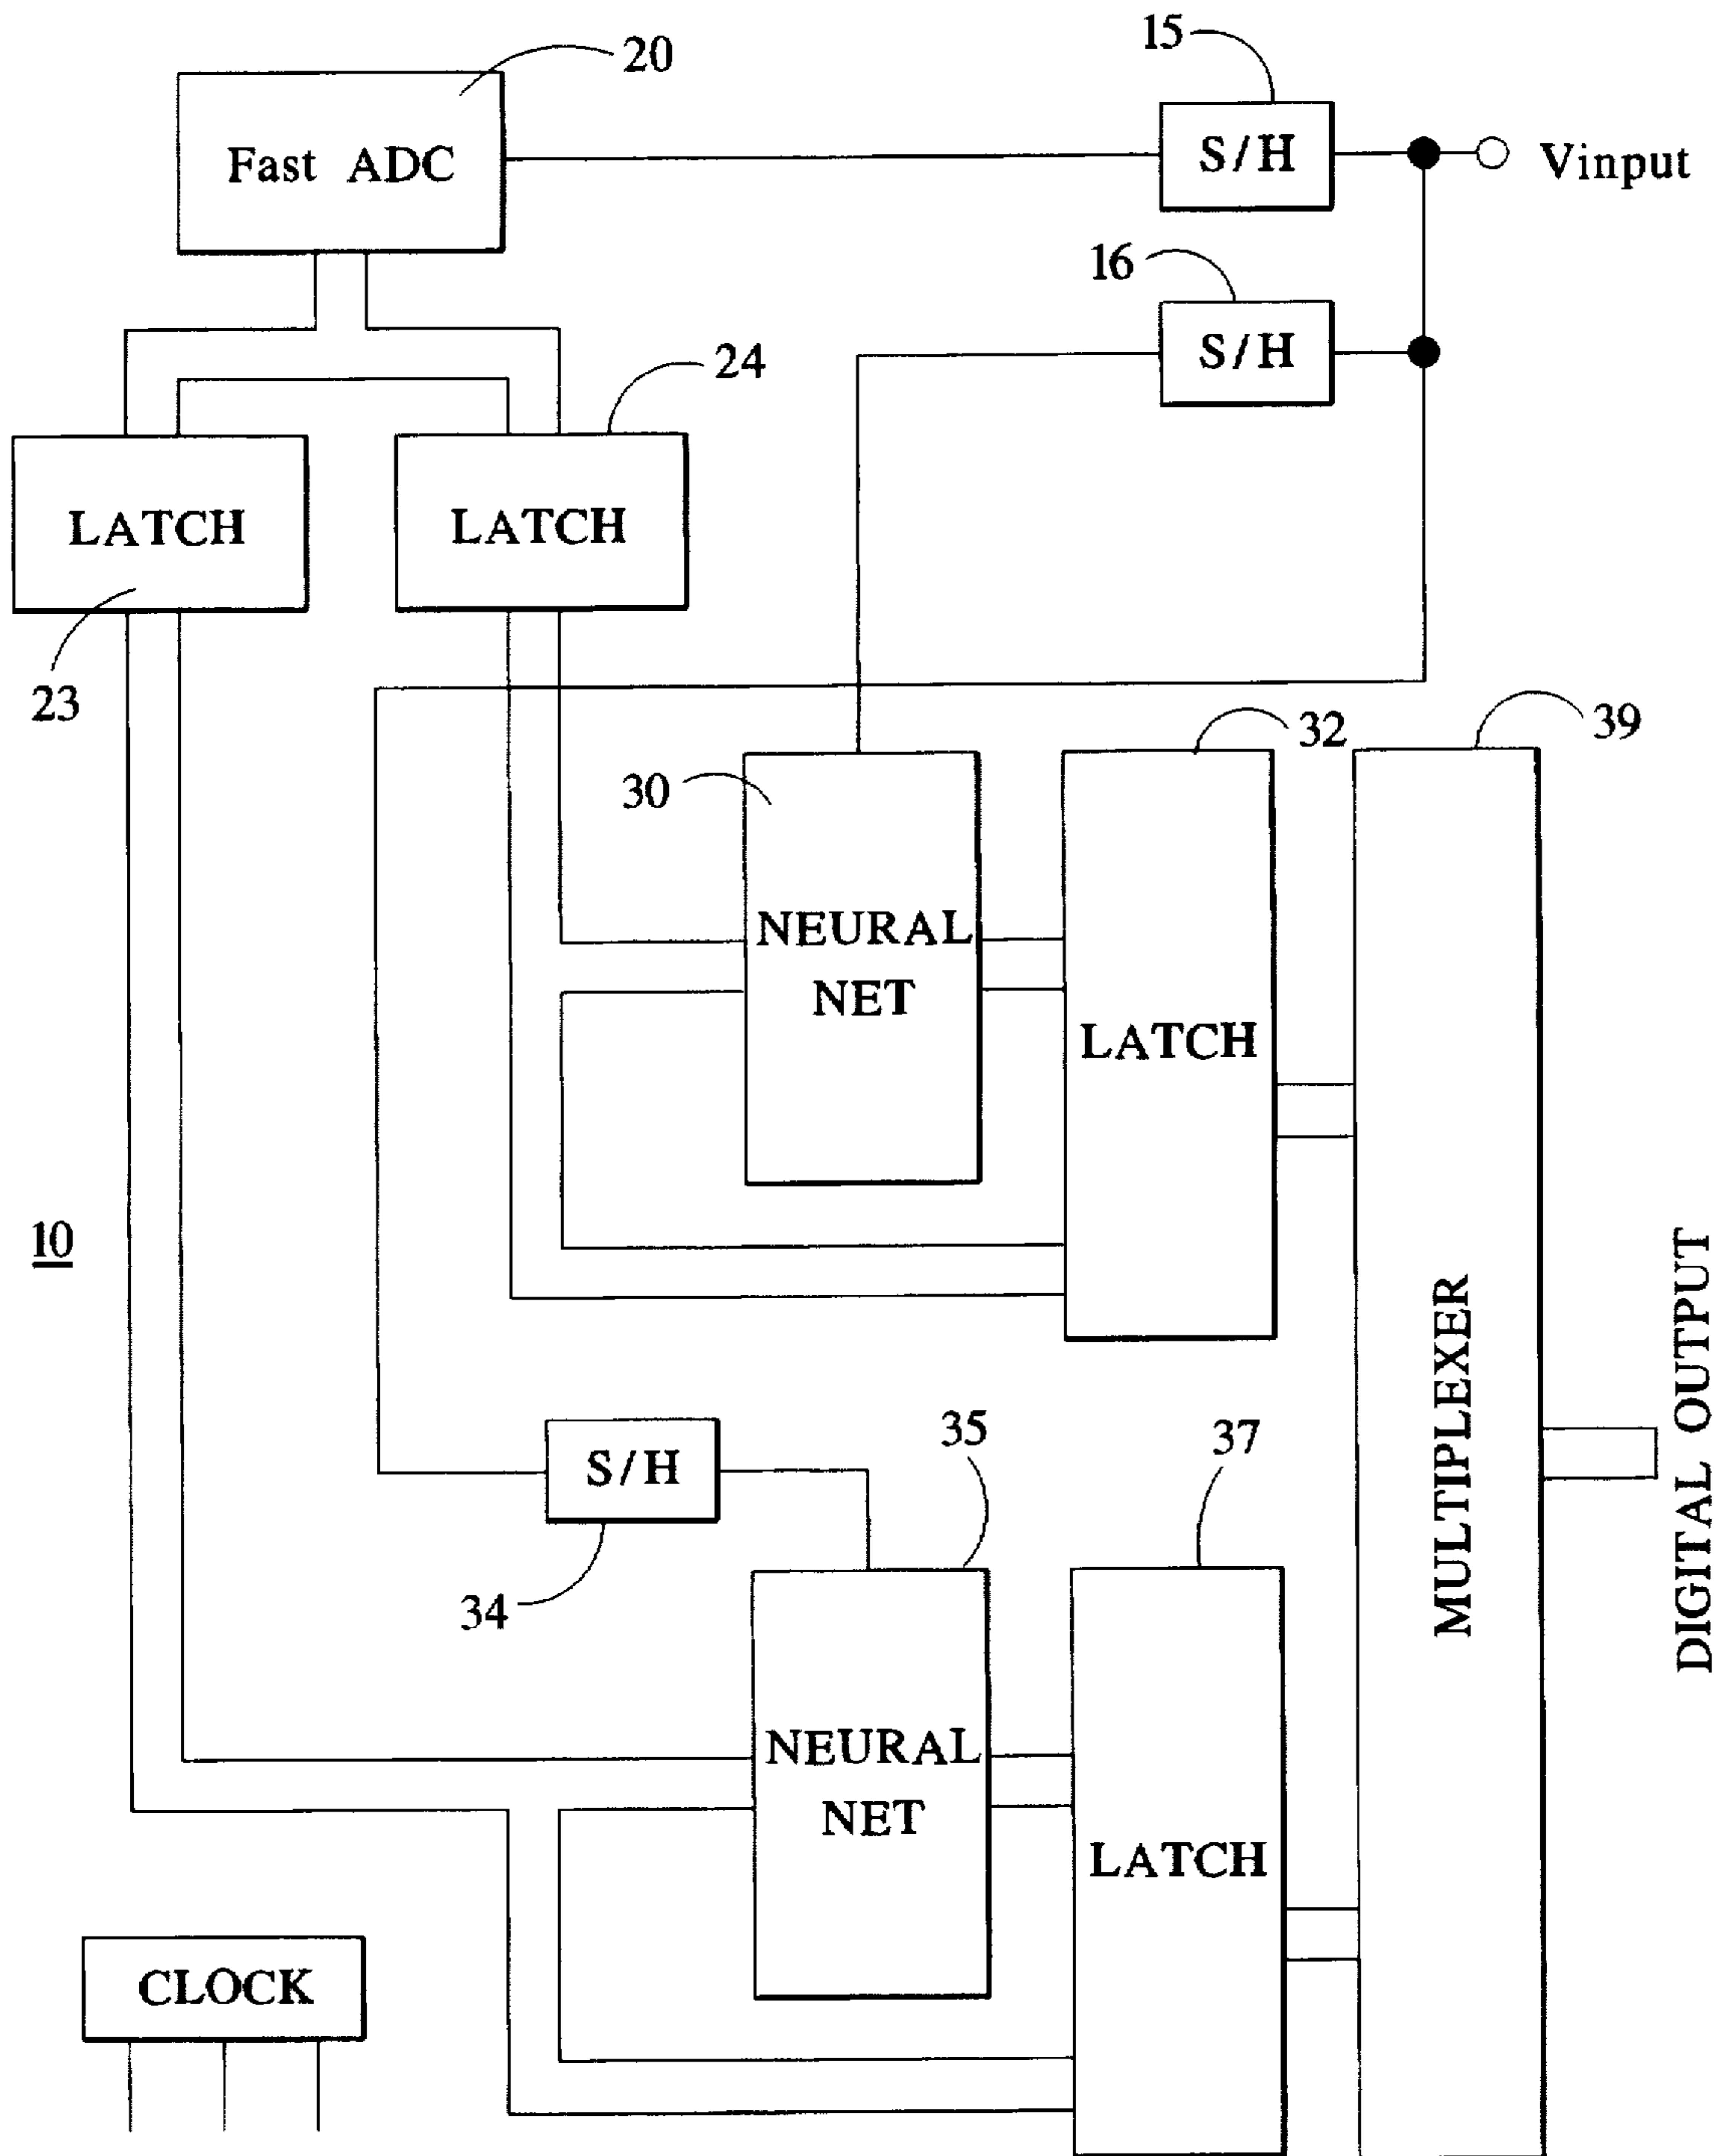 20
15
Fast ADC
S/H
Vinput
16
S/H
24
LATCH
LATCH
23
32
39
30
NEURAL
NET
LATCH
10
MULTIPLEXER
DIGITAL OUTPUT
35
37
S/H
34
NEURAL
NET
LATCH
CLOCK